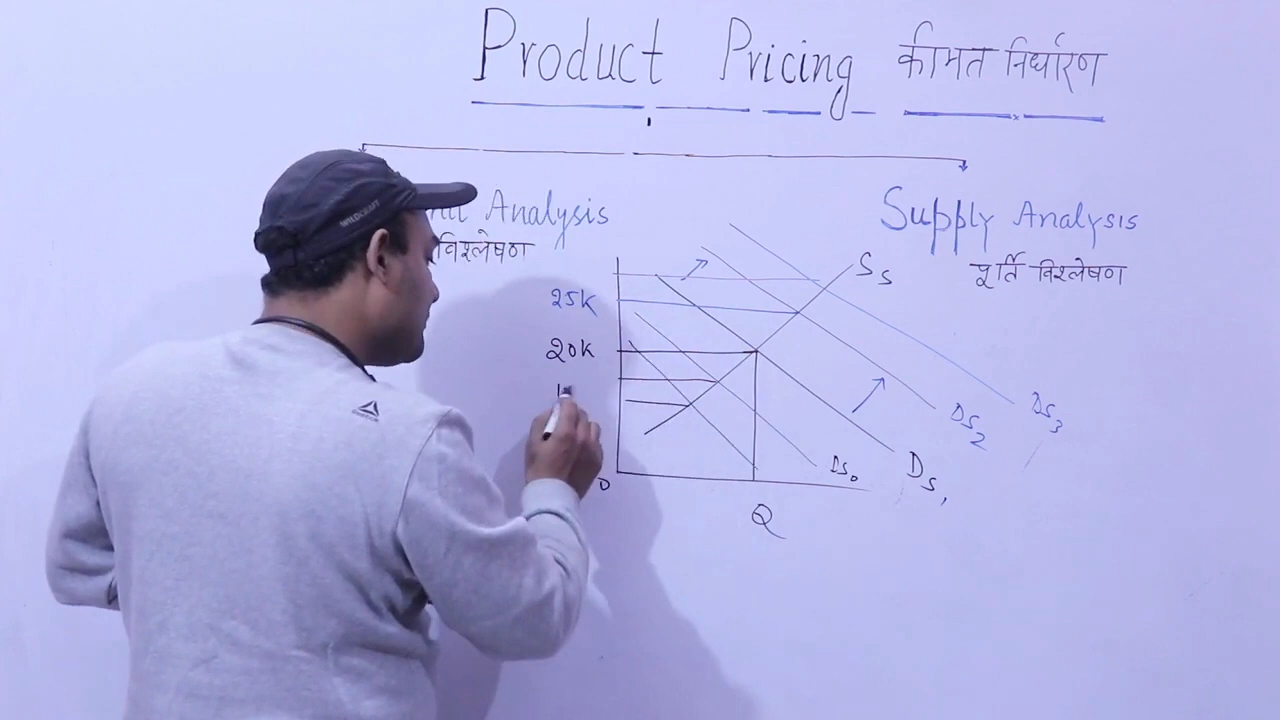 Product Pricing कीमत निर्धारण
Analysis
विश्लेषण
Supply Analysis
पूर्ति विश्लेषण
WILDCRAFT
Ss
25K
20K
DS3
DS2
DS0
DS1
0
Q